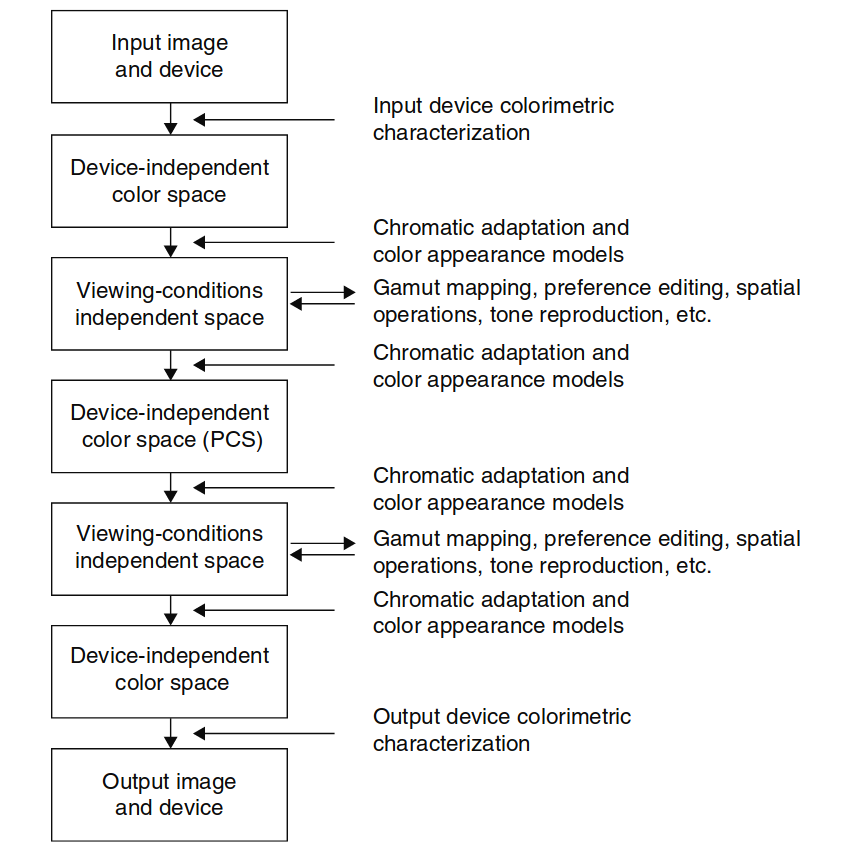 Input image
and device
Input device colorimetric
characterization
Device-independent
color space
Chromatic adaptation and
color appearance models
Viewing-conditions
independent space
Gamut mapping, preference editing, spatial
operations, tone reproduction, etc.
Chromatic adaptation and
color appearance models
Device-independent
color space (PCS)
Chromatic adaptation and
color appearance models
Viewing-conditions
independent space
Gamut mapping, preference editing, spatial
operations, tone reproduction, etc.
Chromatic adaptation and
color appearance models
Device-independent
color space
Output device colorimetric
characterization
Output image
and device